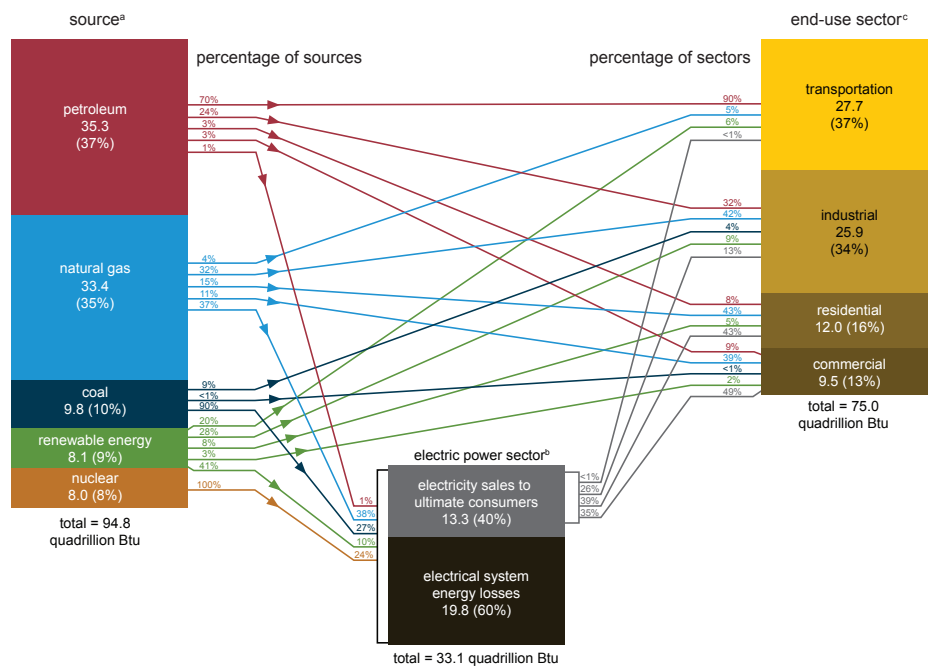 sourceᵃ
end-use sectorᶜ
percentage of sources
percentage of sectors
petroleum
35.3
(37%)
70%
24%
3%
3%
1%
natural gas
33.4
(35%)
4%
32%
15%
11%
37%
coal
9.8 (10%)
9%
<1%
90%
renewable energy
8.1 (9%)
20%
28%
8%
3%
41%
nuclear
8.0 (8%)
100%
total = 94.8
quadrillion Btu
electric power sectorᵇ
1%
38%
27%
10%
24%
electricity sales to
ultimate consumers
13.3 (40%)
electrical system
energy losses
19.8 (60%)
total = 33.1 quadrillion Btu
<1%
26%
39%
35%
90%
5%
6%
<1%
transportation
27.7
(37%)
32%
42%
4%
9%
13%
industrial
25.9
(34%)
8%
43%
5%
43%
residential
12.0 (16%)
9%
39%
<1%
2%
49%
commercial
9.5 (13%)
total = 75.0
quadrillion Btu